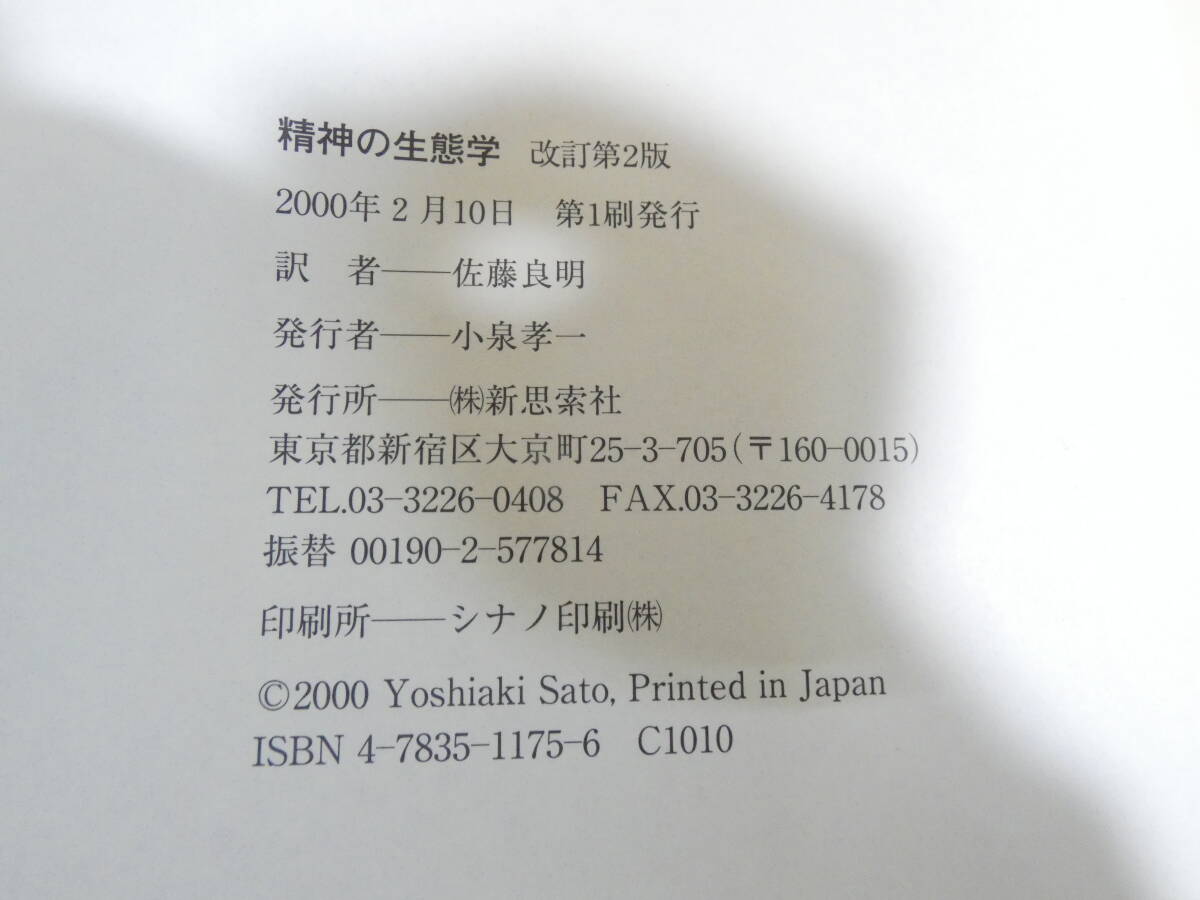 精神の生態学 改訂第2版
2000年2月10日 第1刷発行
訳 者――佐藤良明
発行者――小泉孝一
発行所――㈱新思索社
東京都新宿区大京町25-3-705(〒160-0015)
TEL.03-3226-0408 FAX.03-3226-4178
振替 00190-2-577814
印刷所――シナノ印刷㈱
©2000 Yoshiaki Sato, Printed in Japan
ISBN 4-7835-1175-6 C1010